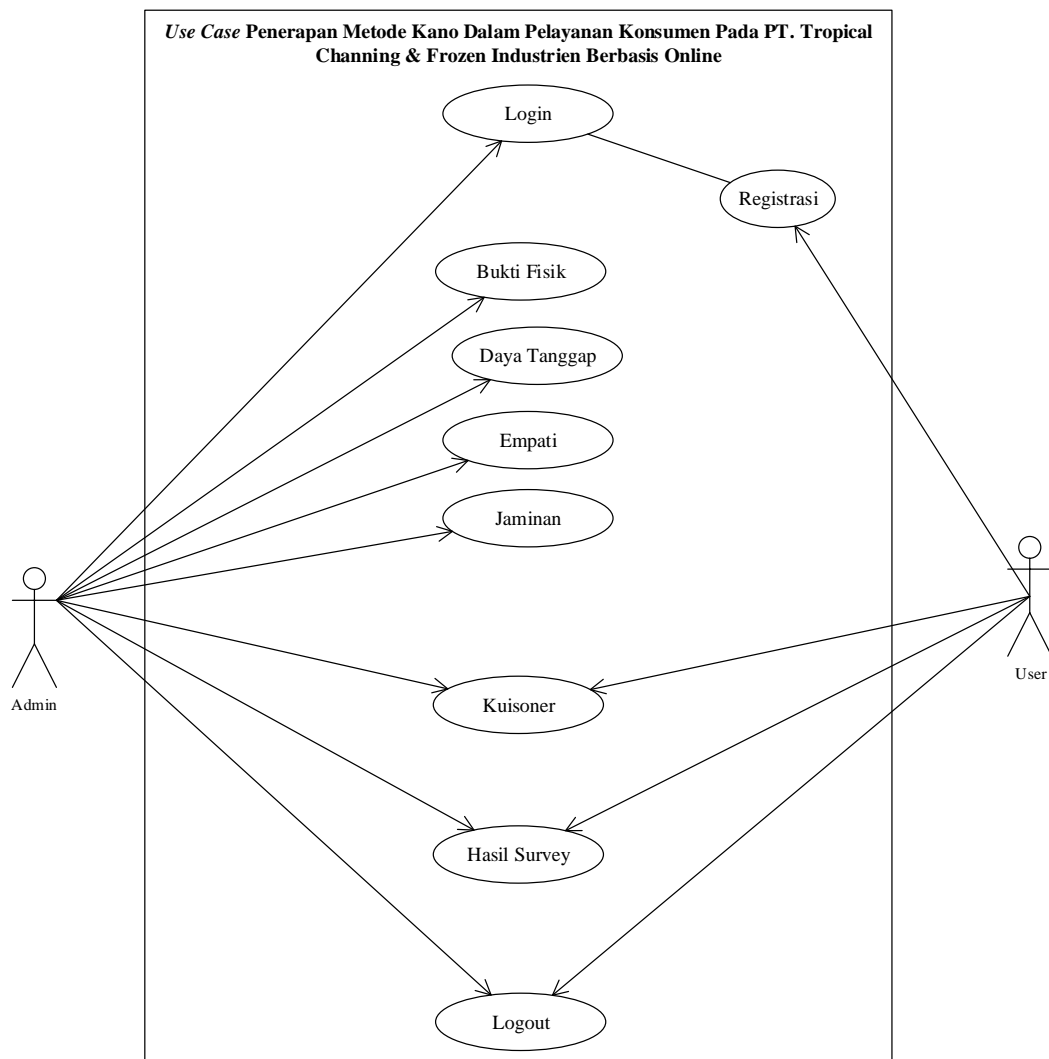 Use Case Penerapan Metode Kano Dalam Pelayanan Konsumen Pada PT. Tropical
Channing & Frozen Industrien Berbasis Online
Login
Registrasi
Bukti Fisik
Daya Tanggap
Empati
Jaminan
Admin
User
Kuisoner
Hasil Survey
Logout